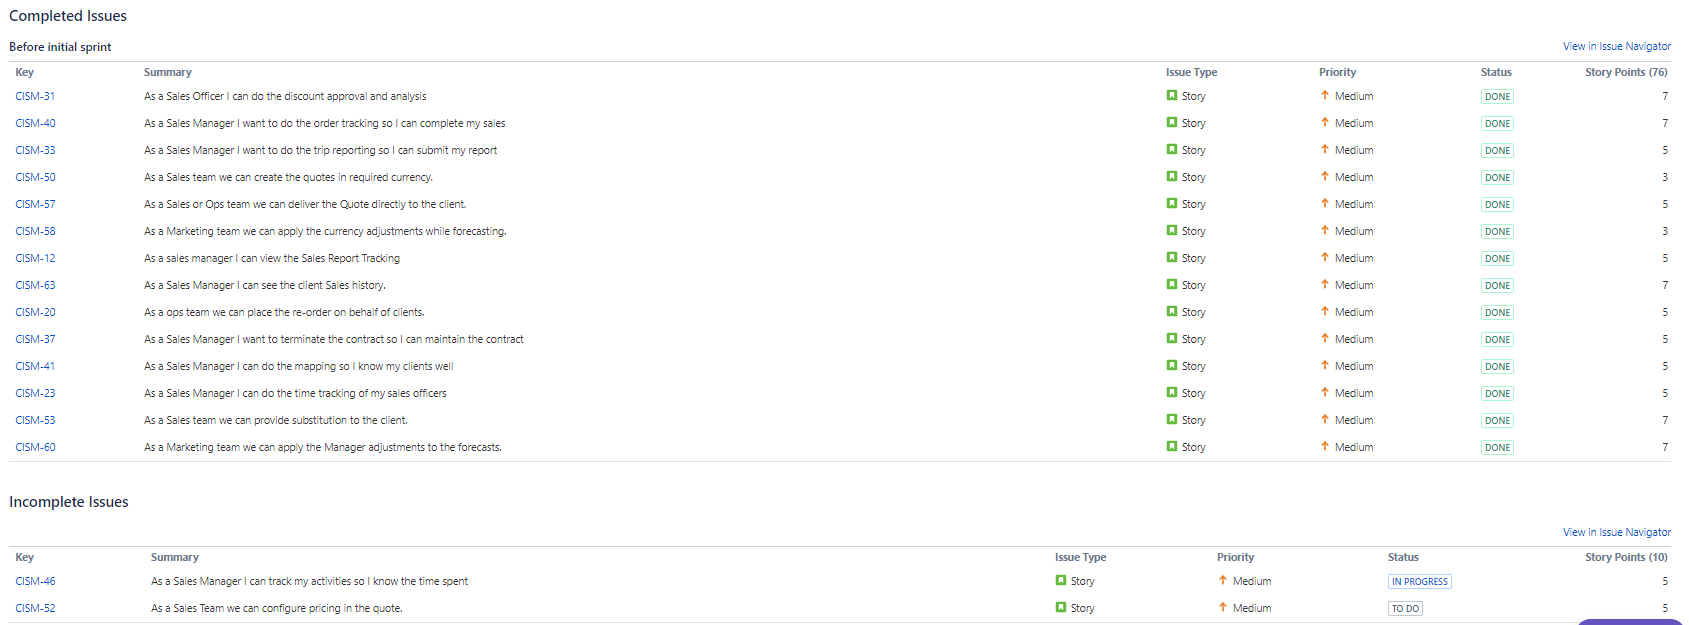 Completed Issues
Before initial sprint View in Issue Navigator
Key Summary Issue Type Priority Status Story Points (76)
CISM-31 As a Sales Officer I can do the discount approval and analysis Story Medium DONE 7
CISM-40 As a Sales Manager I want to do the order tracking so I can complete my sales Story Medium DONE 7
CISM-33 As a Sales Manager I want to do the trip reporting so I can submit my report Story Medium DONE 5
CISM-50 As a Sales team we can create the quotes in required currency. Story Medium DONE 3
CISM-57 As a Sales or Ops team we can deliver the Quote directly to the client. Story Medium DONE 5
CISM-58 As a Marketing team we can apply the currency adjustments while forecasting. Story Medium DONE 3
CISM-12 As a sales manager I can view the Sales Report Tracking Story Medium DONE 5
CISM-63 As a Sales Manager I can see the client Sales history. Story Medium DONE 7
CISM-20 As a ops team we can place the re-order on behalf of clients. Story Medium DONE 5
CISM-37 As a Sales Manager I want to terminate the contract so I can maintain the contract Story Medium DONE 5
CISM-41 As a Sales Manager I can do the mapping so I know my clients well Story Medium DONE 5
CISM-23 As a Sales Manager I can do the time tracking of my sales officers Story Medium DONE 5
CISM-53 As a Sales team we can provide substitution to the client. Story Medium DONE 7
CISM-60 As a Marketing team we can apply the Manager adjustments to the forecasts. Story Medium DONE 7
Incomplete Issues
View in Issue Navigator
Key Summary Issue Type Priority Status Story Points (10)
CISM-46 As a Sales Manager I can track my activities so I know the time spent Story Medium IN PROGRESS 5
CISM-52 As a Sales Team we can configure pricing in the quote. Story Medium TO DO 5